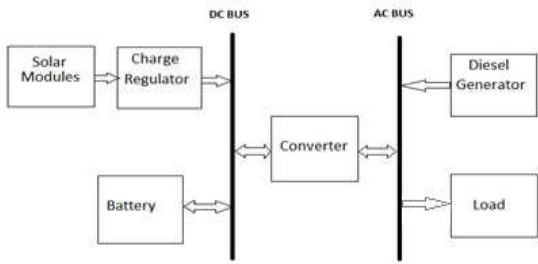 DC BUS
AC BUS
Solar
Modules
Charge
Regulator
Diesel
Generator
Converter
Battery
Load